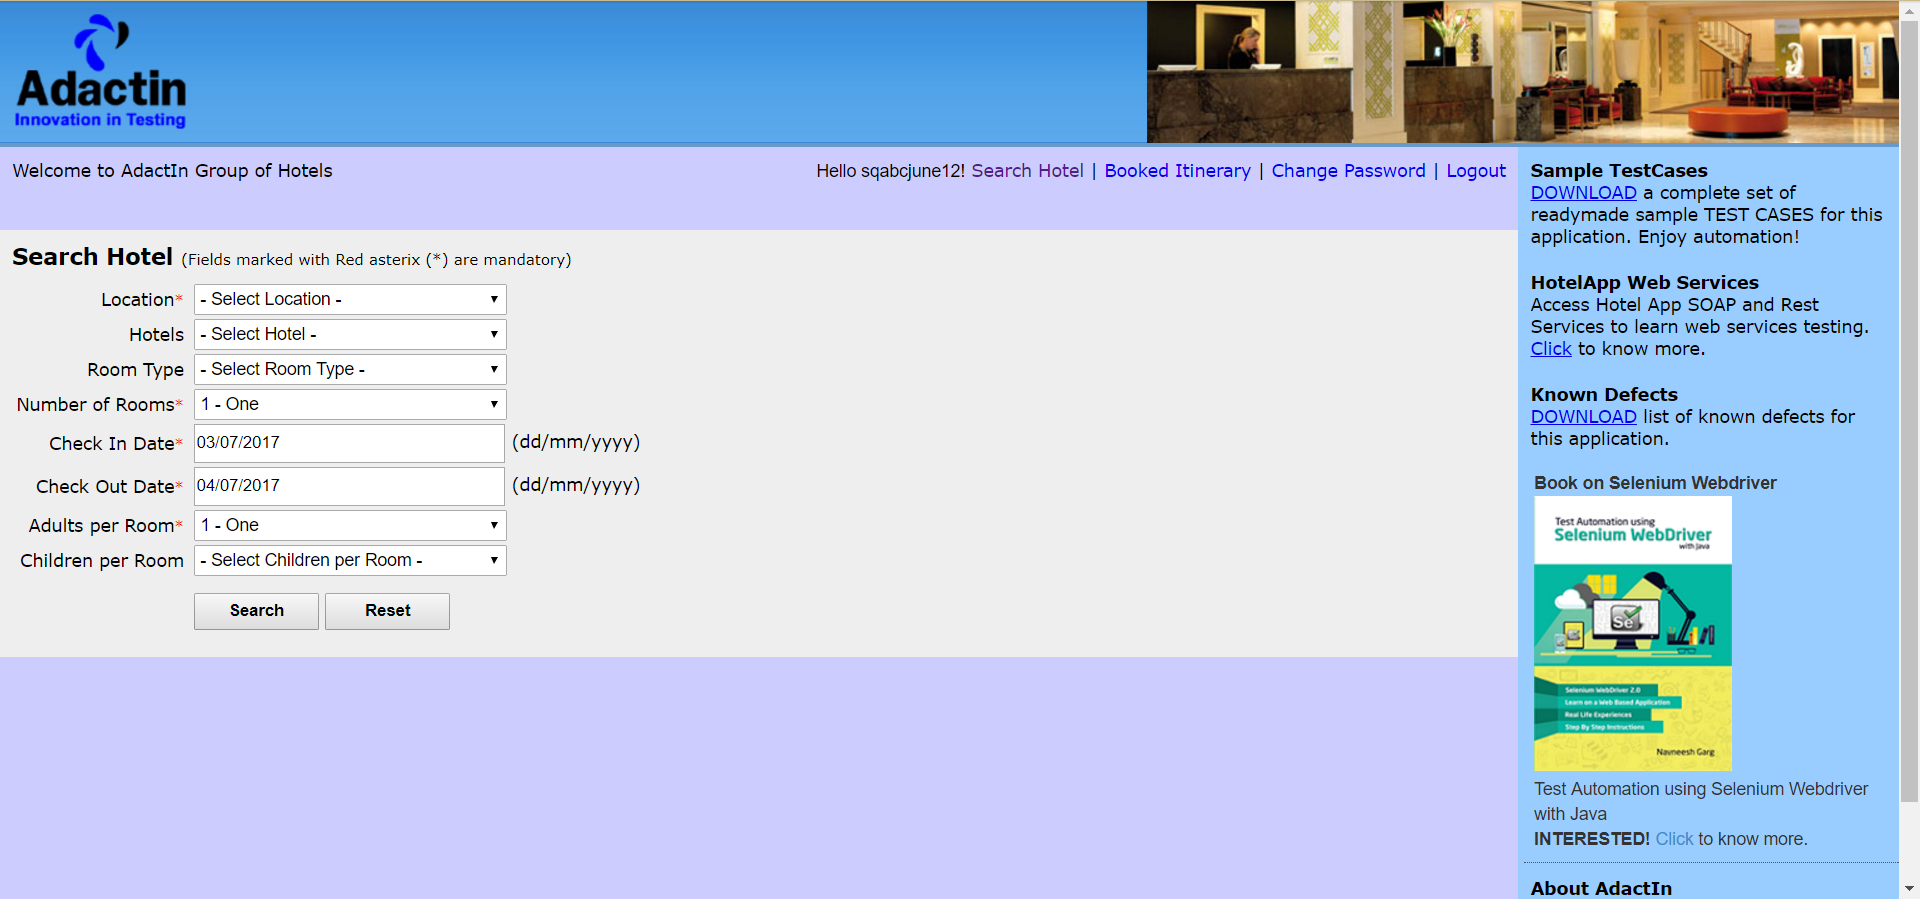 Adactin
Innovation in Testing
Welcome to AdactIn Group of Hotels
Hello sqabcjune12! Search Hotel | Booked Itinerary | Change Password | Logout
Search Hotel (Fields marked with Red asterix (*) are mandatory)
Location* - Select Location -
Hotels - Select Hotel -
Room Type - Select Room Type -
Number of Rooms* 1 - One
Check In Date* 03/07/2017 (dd/mm/yyyy)
Check Out Date* 04/07/2017 (dd/mm/yyyy)
Adults per Room* 1 - One
Children per Room - Select Children per Room -
Search Reset
Sample TestCases
DOWNLOAD a complete set of
readymade sample TEST CASES for this
application. Enjoy automation!
HotelApp Web Services
Access Hotel App SOAP and Rest
Services to learn web services testing.
Click to know more.
Known Defects
DOWNLOAD list of known defects for
this application.
Book on Selenium Webdriver
Test Automation using
Selenium WebDriver
with Java
Se
Selenium WebDriver 2.0
Learn on a Web Based Application
Real Life Experiences
Step By Step Instructions
Navneesh Garg
Test Automation using Selenium Webdriver
with Java
INTERESTED! Click to know more.
About AdactIn